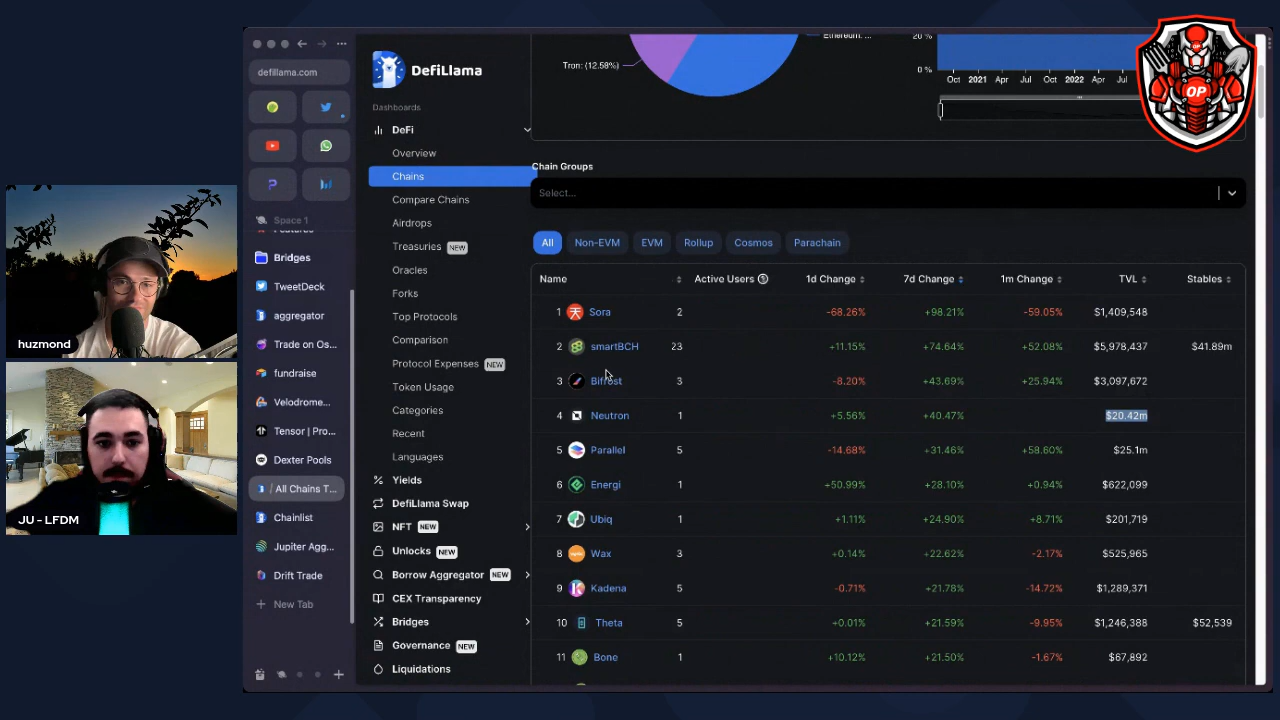 huzmond
JU - LFDM
defillama.com
Space 1
Bridges
TweetDeck
aggregator
Trade on Os...
fundraise
Velodrome...
Tensor | Pro...
Dexter Pools
/ All Chains T...
Chainlist
Jupiter Agg...
Drift Trade
+ New Tab
DefiLlama
Dashboards
DeFi
Overview
Chains
Compare Chains
Airdrops
Treasuries NEW
Oracles
Forks
Top Protocols
Comparison
Protocol Expenses NEW
Token Usage
Categories
Recent
Languages
Yields
DefiLlama Swap
NFT NEW
Unlocks NEW
Borrow Aggregator NEW
CEX Transparency
Bridges
Governance NEW
Liquidations
Tron: (12.58%)
Ethereum: ...
20 %
0 %
Oct 2021 Apr Jul Oct 2022 Apr Jul
Chain Groups
Select...
All Non-EVM EVM Rollup Cosmos Parachain
Name Active Users 1d Change 7d Change 1m Change TVL Stables
1 Sora 2 -68.26% +98.21% -59.05% $1,409,548
2 smartBCH 23 +11.15% +74.64% +52.08% $5,978,437 $41.89m
3 Bifrost 3 -8.20% +43.69% +25.94% $3,097,672
4 Neutron 1 +5.56% +40.47% $20.42m
5 Parallel 5 -14.68% +31.46% +58.60% $25.1m
6 Energi 1 +50.99% +28.10% +0.94% $622,099
7 Ubiq 1 +1.11% +24.90% +8.71% $201,719
8 Wax 3 +0.14% +22.62% -2.17% $525,965
9 Kadena 5 -0.71% +21.78% -14.72% $1,289,371
10 Theta 5 +0.01% +21.59% -9.95% $1,246,388 $52,539
11 Bone 1 +10.12% +21.50% -1.67% $67,892
OP